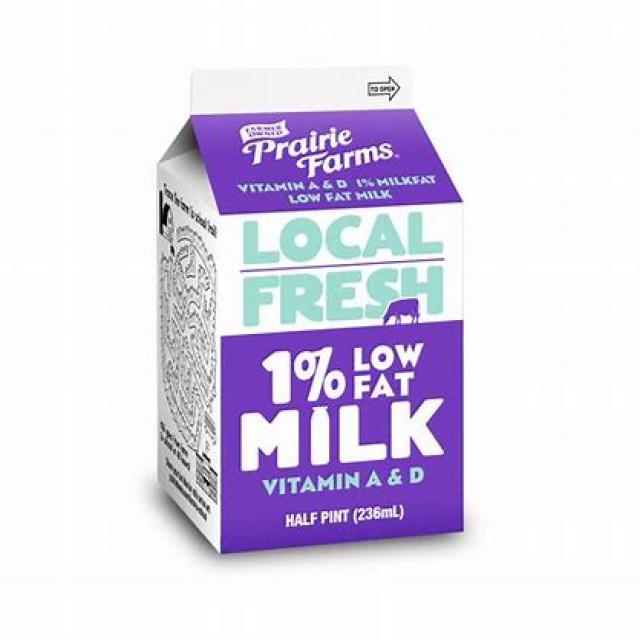 TO OPEN
FARMER
OWNED
Prairie
Farms
VITAMIN A & D 1% MILKFAT
LOW FAT MILK
LOCAL
FRESH
1% LOW
FAT
MILK
VITAMIN A & D
HALF PINT (236mL)